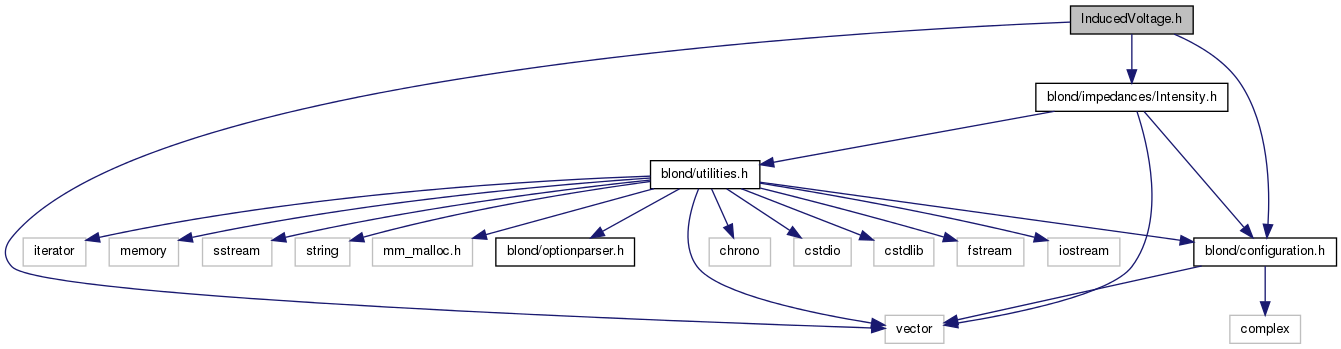 InducedVoltage.h
blond/impedances/Intensity.h
blond/utilities.h
iterator
memory
sstream
string
mm_malloc.h
blond/optionparser.h
chrono
cstdio
cstdlib
fstream
iostream
blond/configuration.h
vector
complex